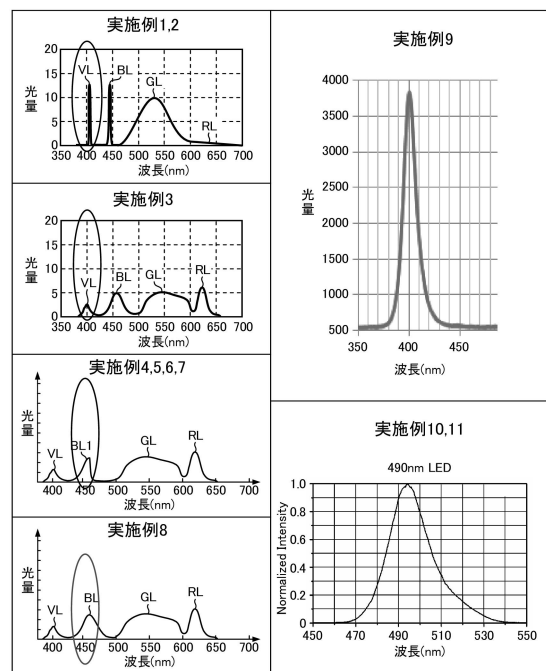 実施例1,2
20
15
10
5
0
光量
VL
BL
GL
RL
350 400 450 500 550 600 700
波長(nm)
実施例3
20
15
10
5
0
光量
VL
BL
GL
RL
350 400 450 500 550 600 700
波長(nm)
実施例4,5,6,7
光量
VL
BL1
GL
RL
400 450 500 550 600 650
波長(nm)
実施例8
光量
VL
BL
GL
RL
400 450 500 550 600 650
波長(nm)
実施例9
4000
3500
3000
2500
2000
1500
1000
500
光量
350 400 450
波長(nm)
実施例10,11
490nm LED
1.0
0.8
0.6
0.4
0.2
0.0
Normalized Intensity
450 470 490 510 530 550
波長(nm)